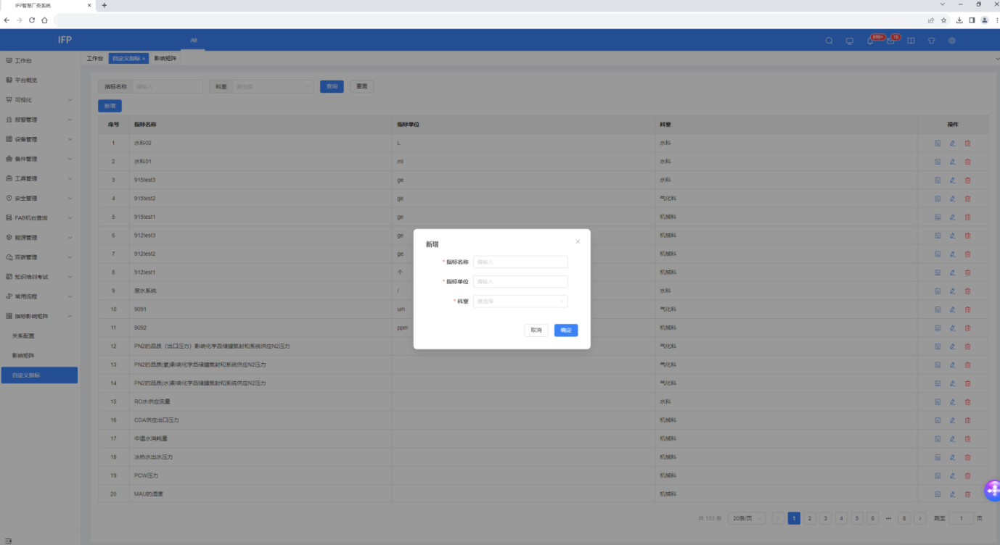 IFP智慧厂务系统
IFP
All
999+
16
工作台
平台概览
可视化
报警管理
设备管理
备件管理
工具管理
安全管理
FAB机台查询
能源管理
双碳管理
知识培训考试
常用流程
指标影响矩阵
关系配置
影响矩阵
自定义指标
工作台 自定义指标 × 影响矩阵
指标名称 请输入 科室 请选择 查询 重置
新增
序号 指标名称 指标单位 科室 操作
1 水科02 L 水科
2 水科01 ml 水科
3 915test3 ge 水科
4 915test2 ge 气化科
5 915test1 ge 机械科
6 912test3 ge 机械科
7 912test2 ge 机械科
8 912test1 个 机械科
9 废水系统 / 水科
10 9091 um 气化科
11 9092 ppm 机械科
12 PN2的品质（出口压力）影响化学品储罐氮封和系统供应N2压力 气化科
13 PN2的品质(氧)影响化学品储罐氮封和系统供应N2压力 气化科
14 PN2的品质(水)影响化学品储罐氮封和系统供应N2压力 气化科
15 RO水供应流量 水科
16 CDA供应出口压力 机械科
17 中温水消耗量 机械科
18 冰热水出水压力 机械科
19 PCW压力 机械科
20 MAU的湿度 机械科
共 153 条 20条/页 1 2 3 4 5 6 ••• 8 跳至 1 页
新增
* 指标名称 请输入
* 指标单位 请输入
* 科室 请选择
取消 确定